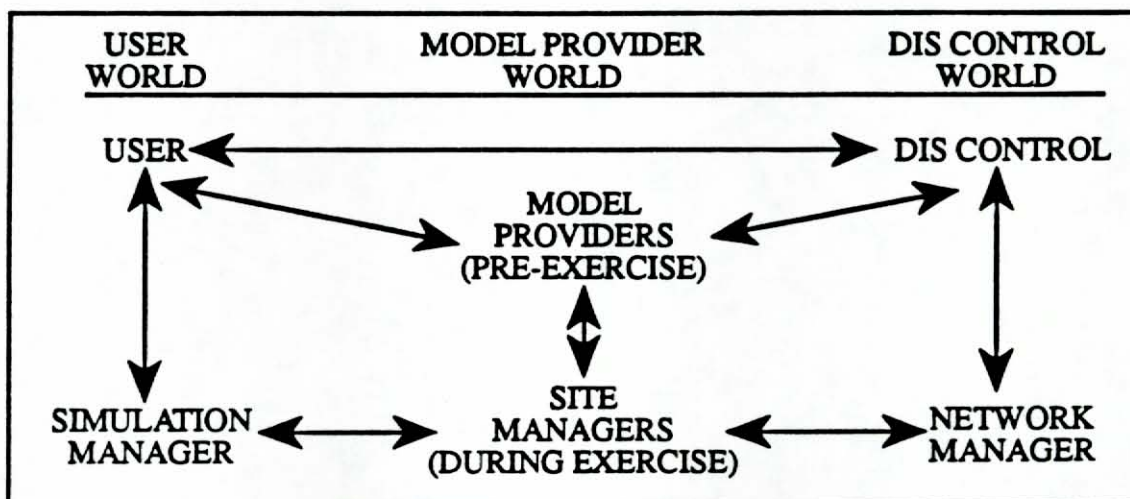 USER
WORLD
MODEL PROVIDER
WORLD
DIS CONTROL
WORLD
USER
DIS CONTROL
MODEL
PROVIDERS
(PRE-EXERCISE)
SIMULATION
MANAGER
SITE
MANAGERS
(DURING EXERCISE)
NETWORK
MANAGER